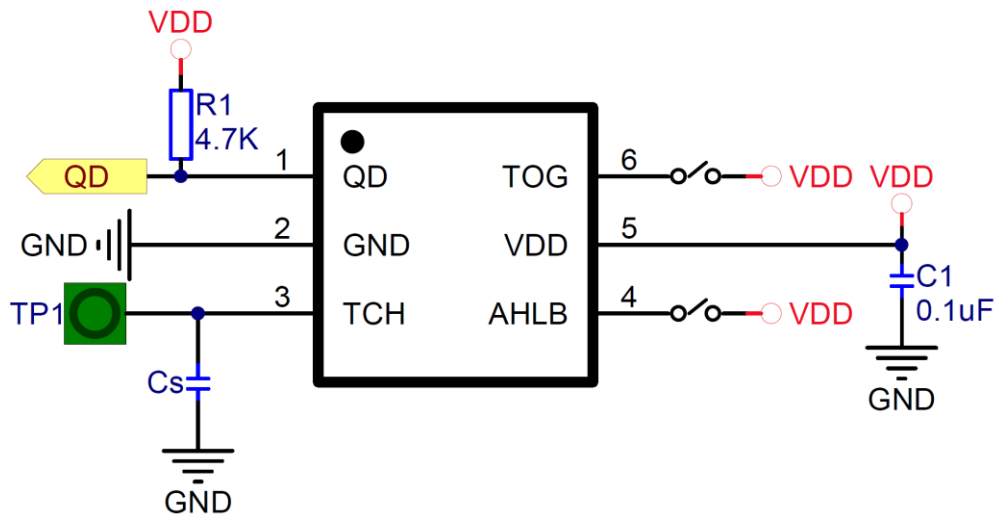 VDD
R1
4.7K
QD
1
QD
TOG
6
VDD
VDD
GND
2
GND
VDD
5
TP1
3
TCH
AHLB
4
VDD
C1
0.1uF
GND
Cs
GND